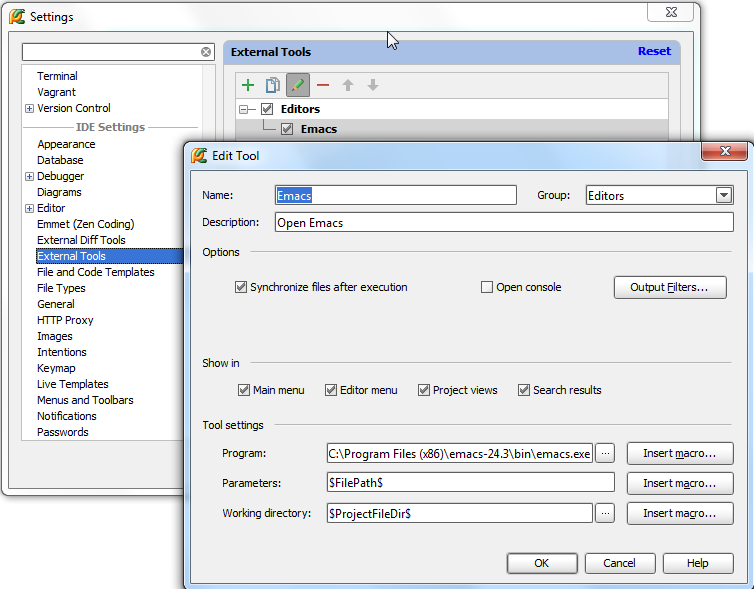 Settings
External Tools
Reset
Terminal
Vagrant
Version Control
IDE Settings
Appearance
Database
Debugger
Diagrams
Editor
Emmet (Zen Coding)
External Diff Tools
External Tools
File and Code Templates
File Types
General
HTTP Proxy
Images
Intentions
Keymap
Live Templates
Menus and Toolbars
Notifications
Passwords
Editors
Emacs
Edit Tool
Name: Emacs Group: Editors
Description: Open Emacs
Options
Synchronize files after execution Open console Output Filters...
Show in
Main menu Editor menu Project views Search results
Tool settings
Program: C:\Program Files (x86)\emacs-24.3\bin\emacs.exe ... Insert macro...
Parameters: $FilePath$ Insert macro...
Working directory: $ProjectFileDir$ ... Insert macro...
OK Cancel Help